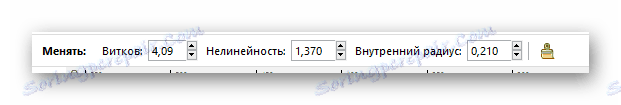 Менять: Витков: 4,09 Нелинейность: 1,370 Внутренний радиус: 0,210